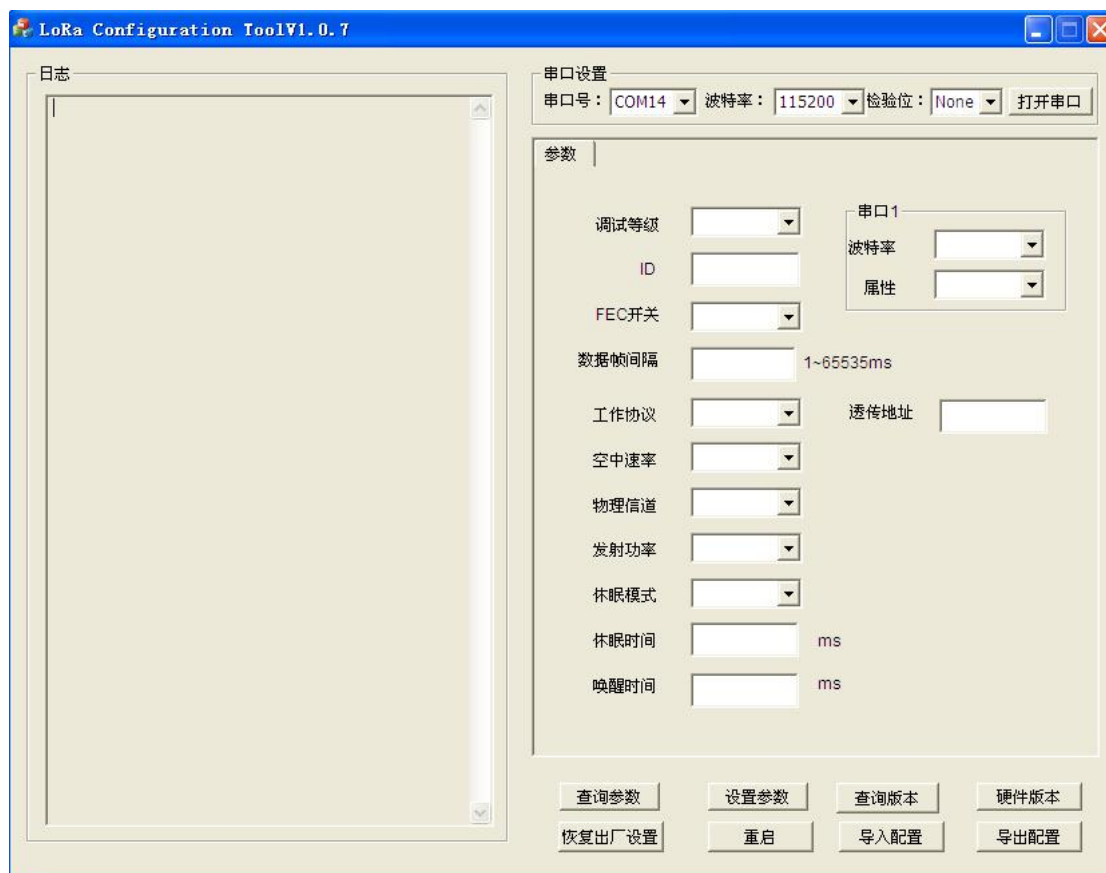 LoRa Configuration ToolV1.0.7
日志
串口设置
串口号： COM14 波特率： 115200 检验位： None 打开串口
参数
调试等级
串口1
波特率
ID
属性
FEC开关
数据帧间隔 1~65535ms
工作协议 透传地址
空中速率
物理信道
发射功率
休眠模式
休眠时间 ms
唤醒时间 ms
查询参数 设置参数 查询版本 硬件版本
恢复出厂设置 重启 导入配置 导出配置